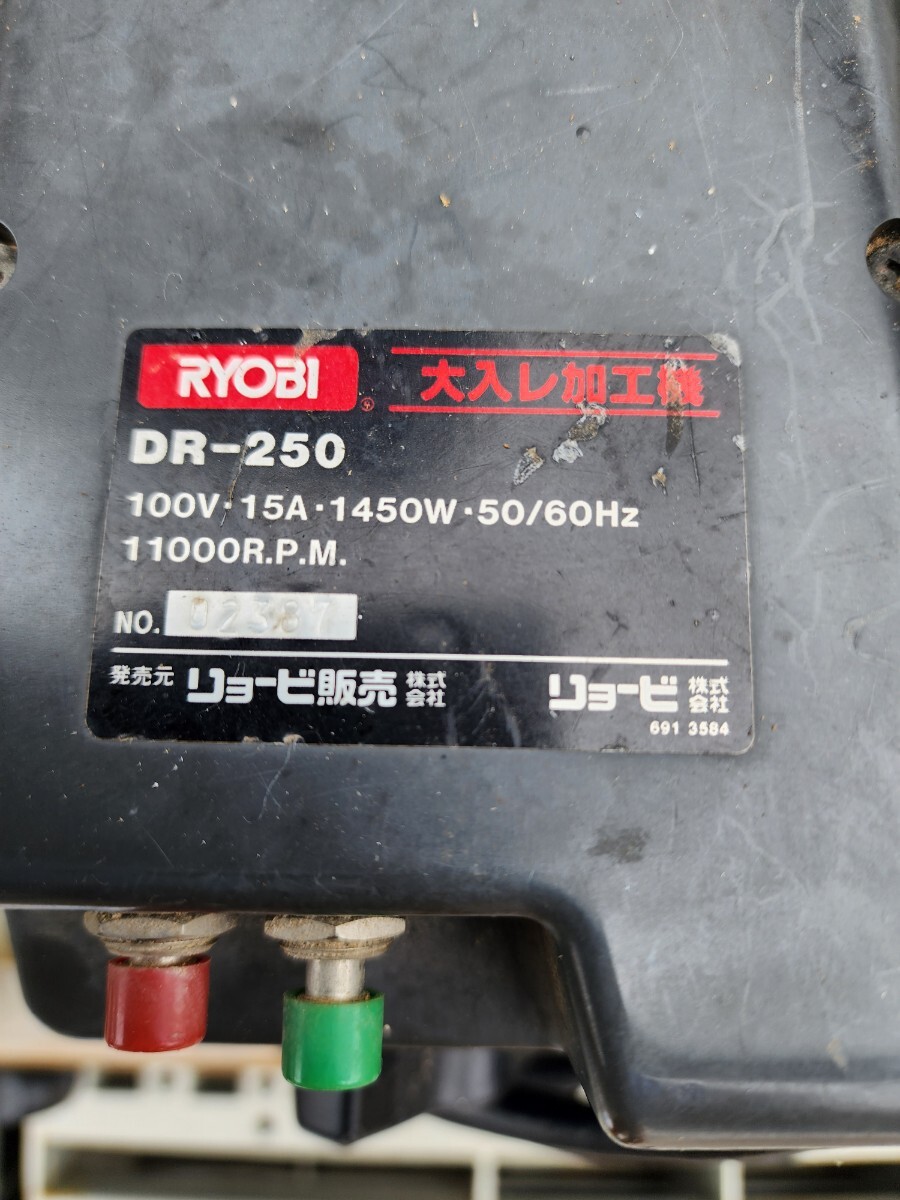 RYOBI ® 大入レ加工機
DR-250
100V・15A・1450W・50/60Hz
11000R.P.M.
NO. 02387
発売元 リョービ販売株式会社 リョービ株式会社
691 3584